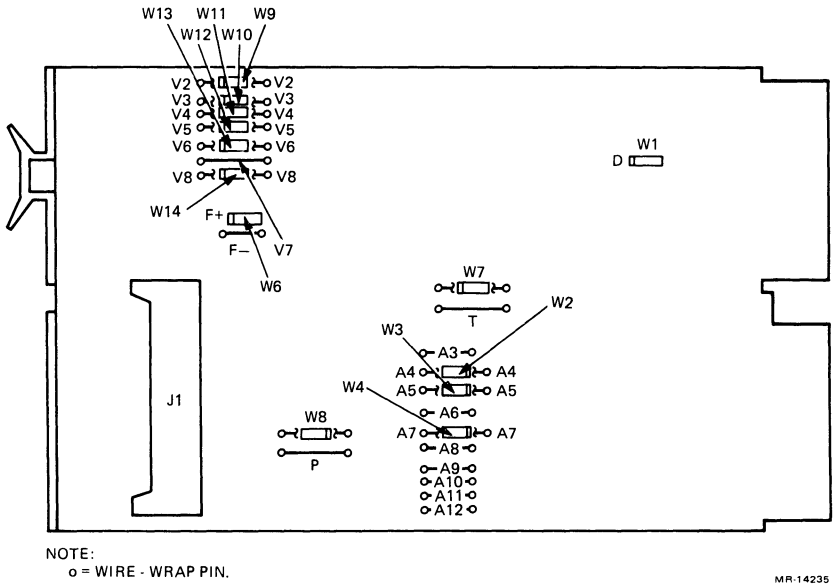 W13 W11 W9
W12 W10
V2 V2
V3 V3
V4 V4
V5 V5
V6 V6
V8 V8
W14 F+
F− V7
W6
D W1
W7
T
W2
W3
A3
A4 A4
W4 A5 A5
A6
A7 A7
A8
A9
A10
A11
A12
J1
W8
P
NOTE:
o = WIRE - WRAP PIN.
MR-14235